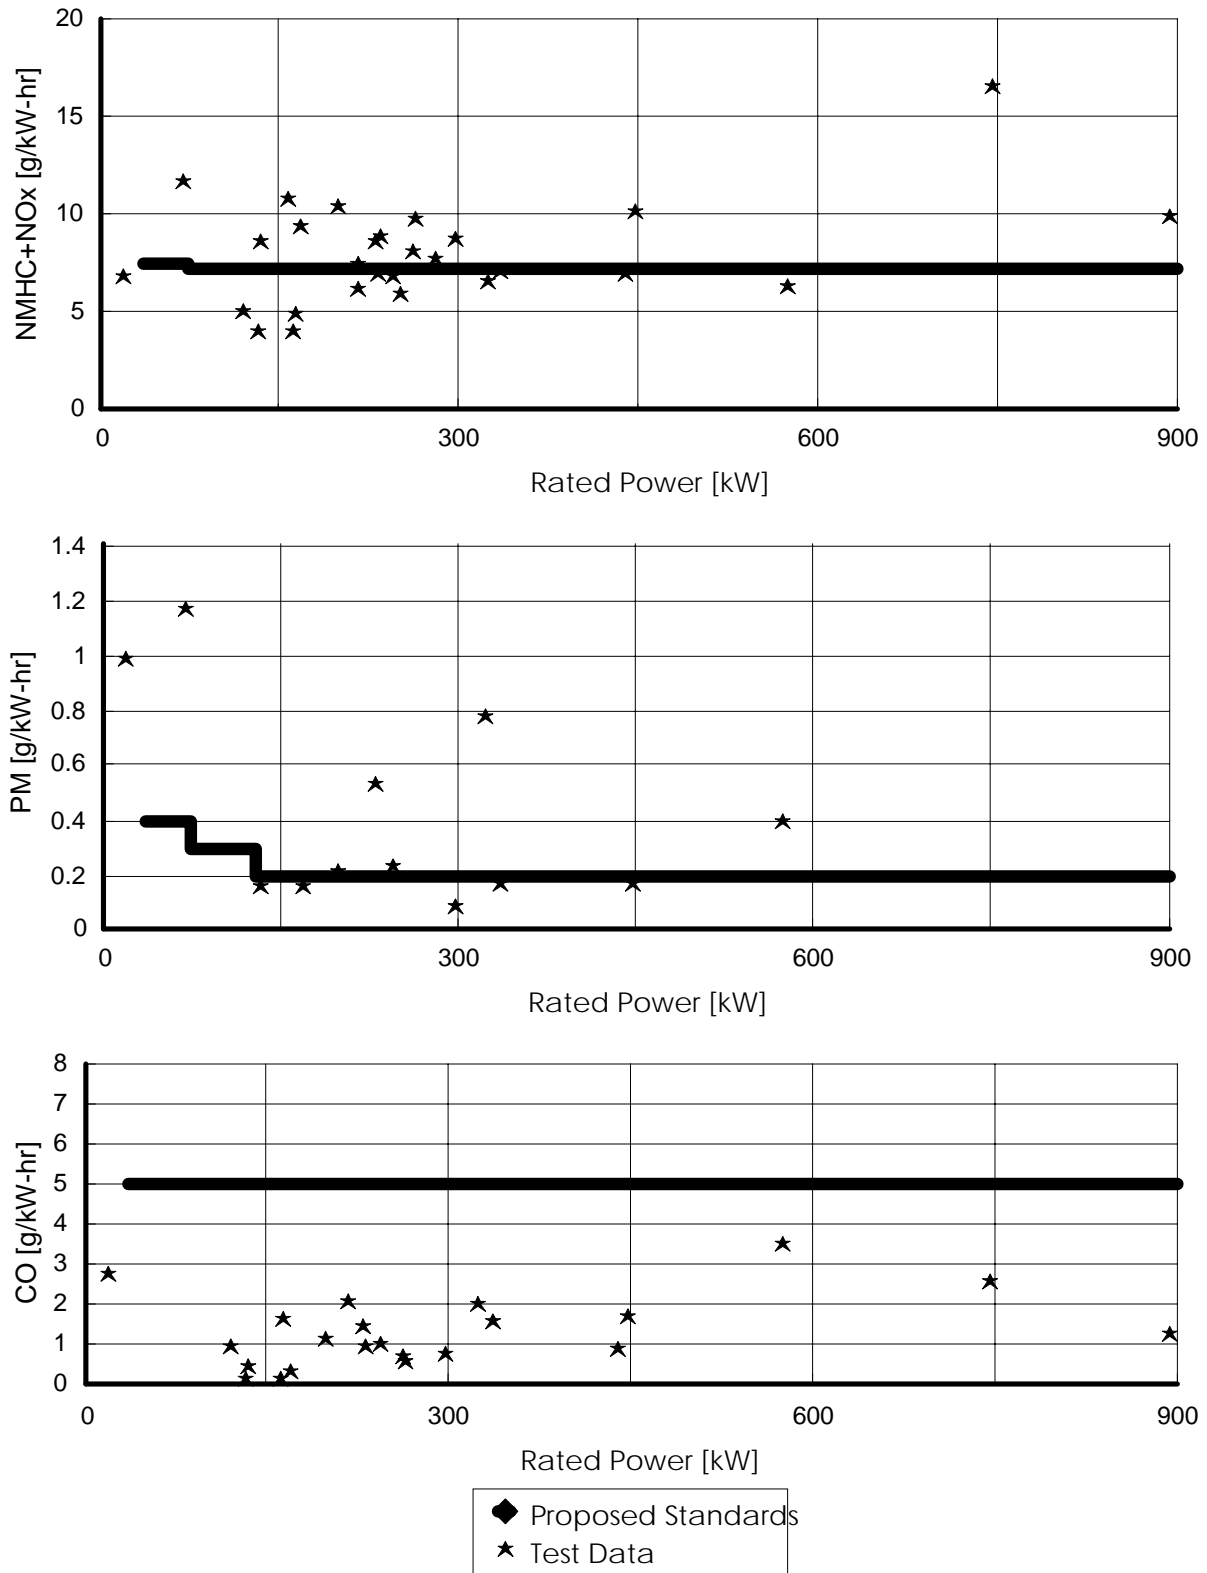 20
15
10
5
0
NMHC+NOx [g/kW-hr]
0 300 600 900
Rated Power [kW]
1.4
1.2
1
0.8
0.6
0.4
0.2
0
PM [g/kW-hr]
0 300 600 900
Rated Power [kW]
8
7
6
5
4
3
2
1
0
CO [g/kW-hr]
0 300 600 900
Rated Power [kW]
Proposed Standards
Test Data